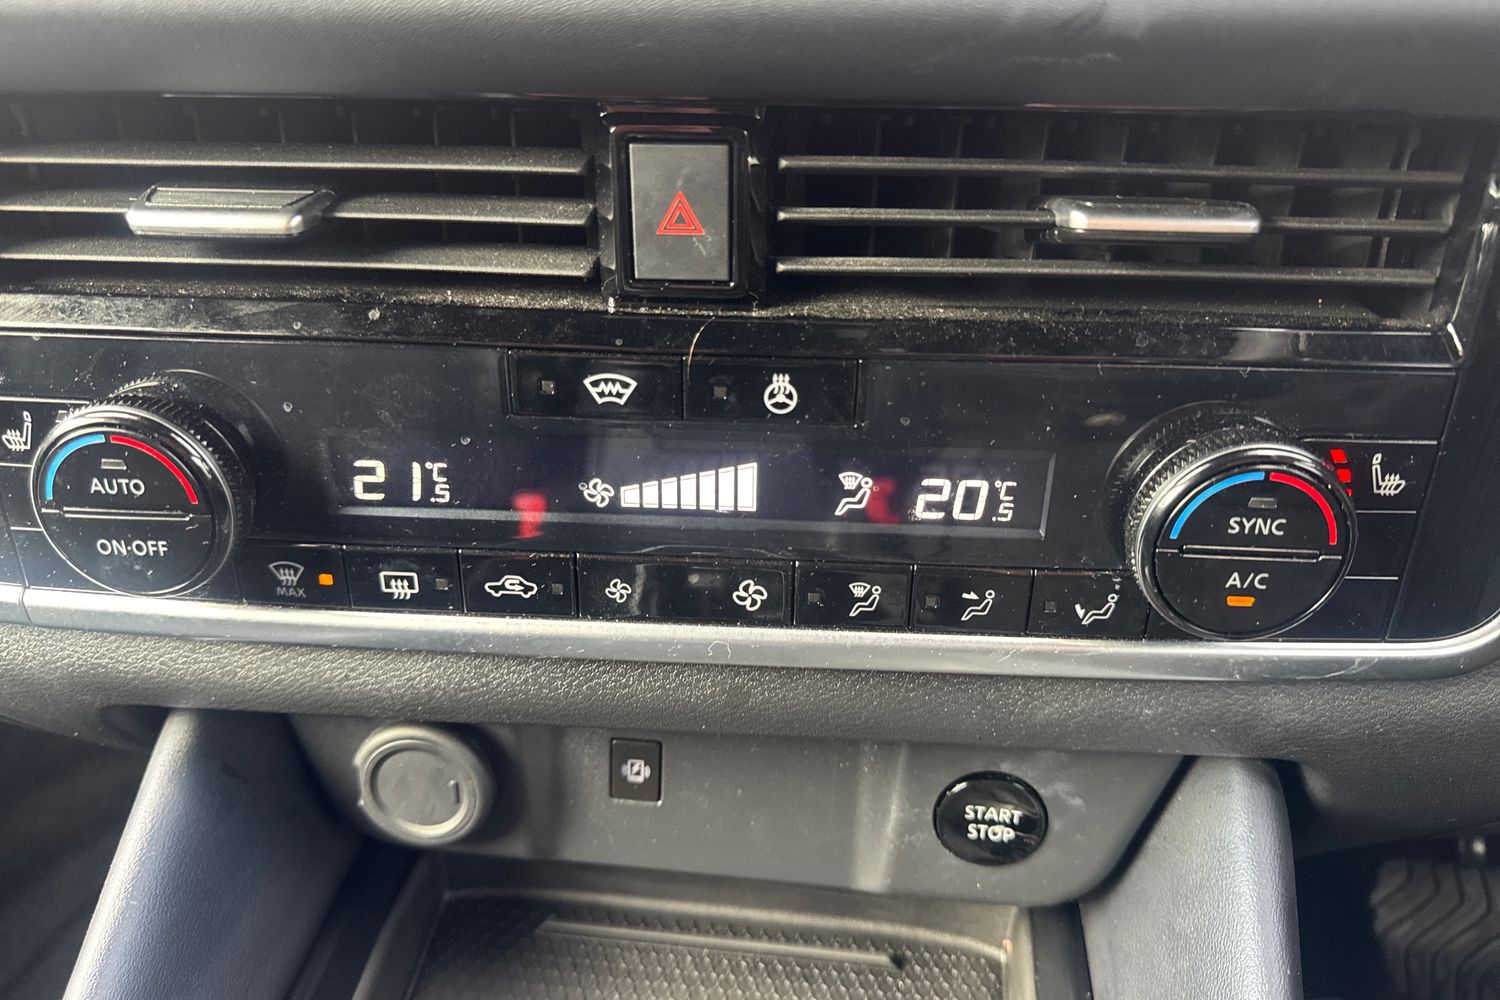 AUTO
ON·OFF
21.5°C
20.5°C
SYNC
A/C
MAX
START
STOP